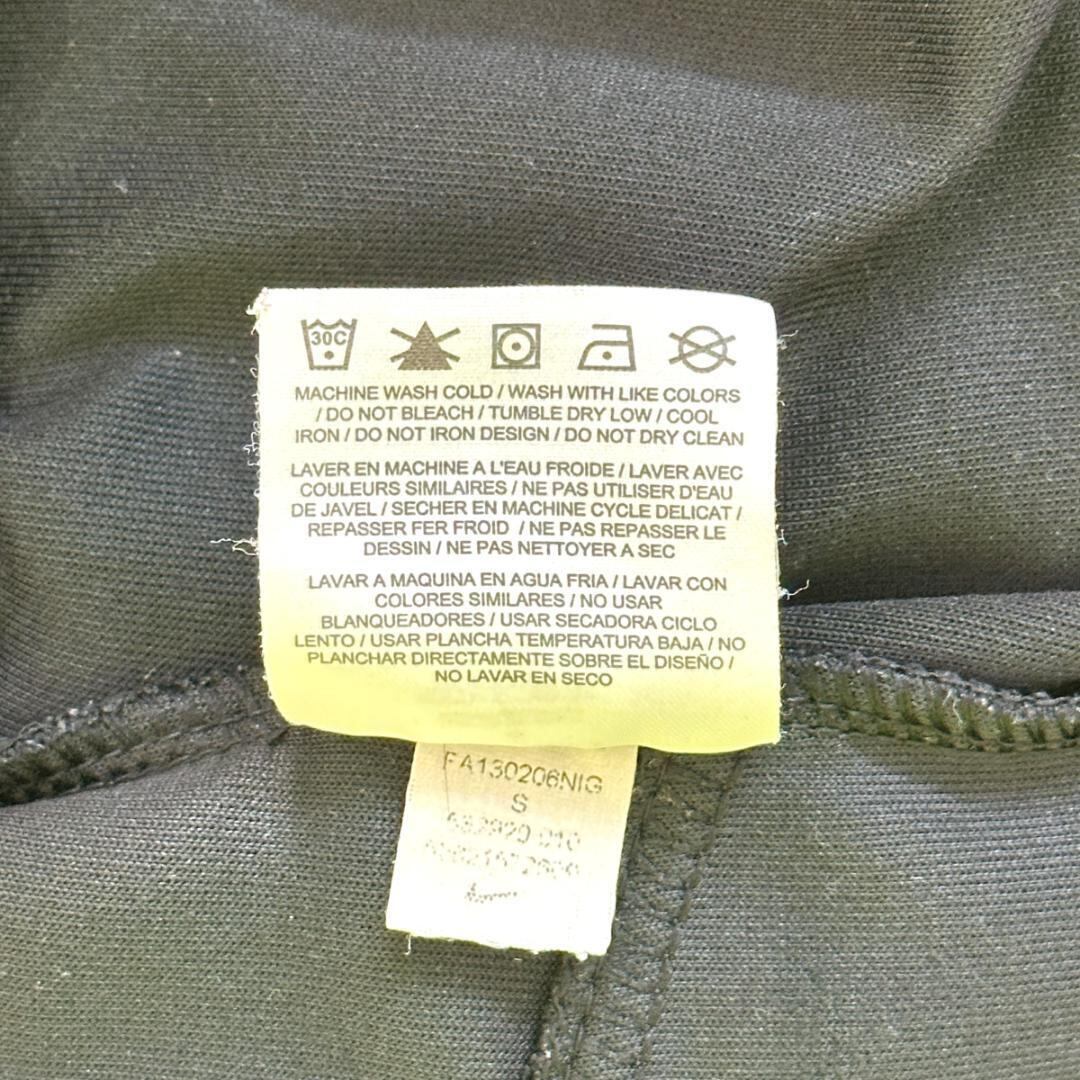 30C
MACHINE WASH COLD / WASH WITH LIKE COLORS
/ DO NOT BLEACH / TUMBLE DRY LOW / COOL
IRON / DO NOT IRON DESIGN / DO NOT DRY CLEAN
LAVER EN MACHINE A L'EAU FROIDE / LAVER AVEC
COULEURS SIMILAIRES / NE PAS UTILISER D'EAU
DE JAVEL / SECHER EN MACHINE CYCLE DELICAT /
REPASSER FER FROID / NE PAS REPASSER LE
DESSIN / NE PAS NETTOYER A SEC
LAVAR A MAQUINA EN AGUA FRIA / LAVAR CON
COLORES SIMILARES / NO USAR
BLANQUEADORES / USAR SECADORA CICLO
LENTO / USAR PLANCHA TEMPERATURA BAJA / NO
PLANCHAR DIRECTAMENTE SOBRE EL DISEÑO /
NO LAVAR EN SECO
FA130206NIG
S
010